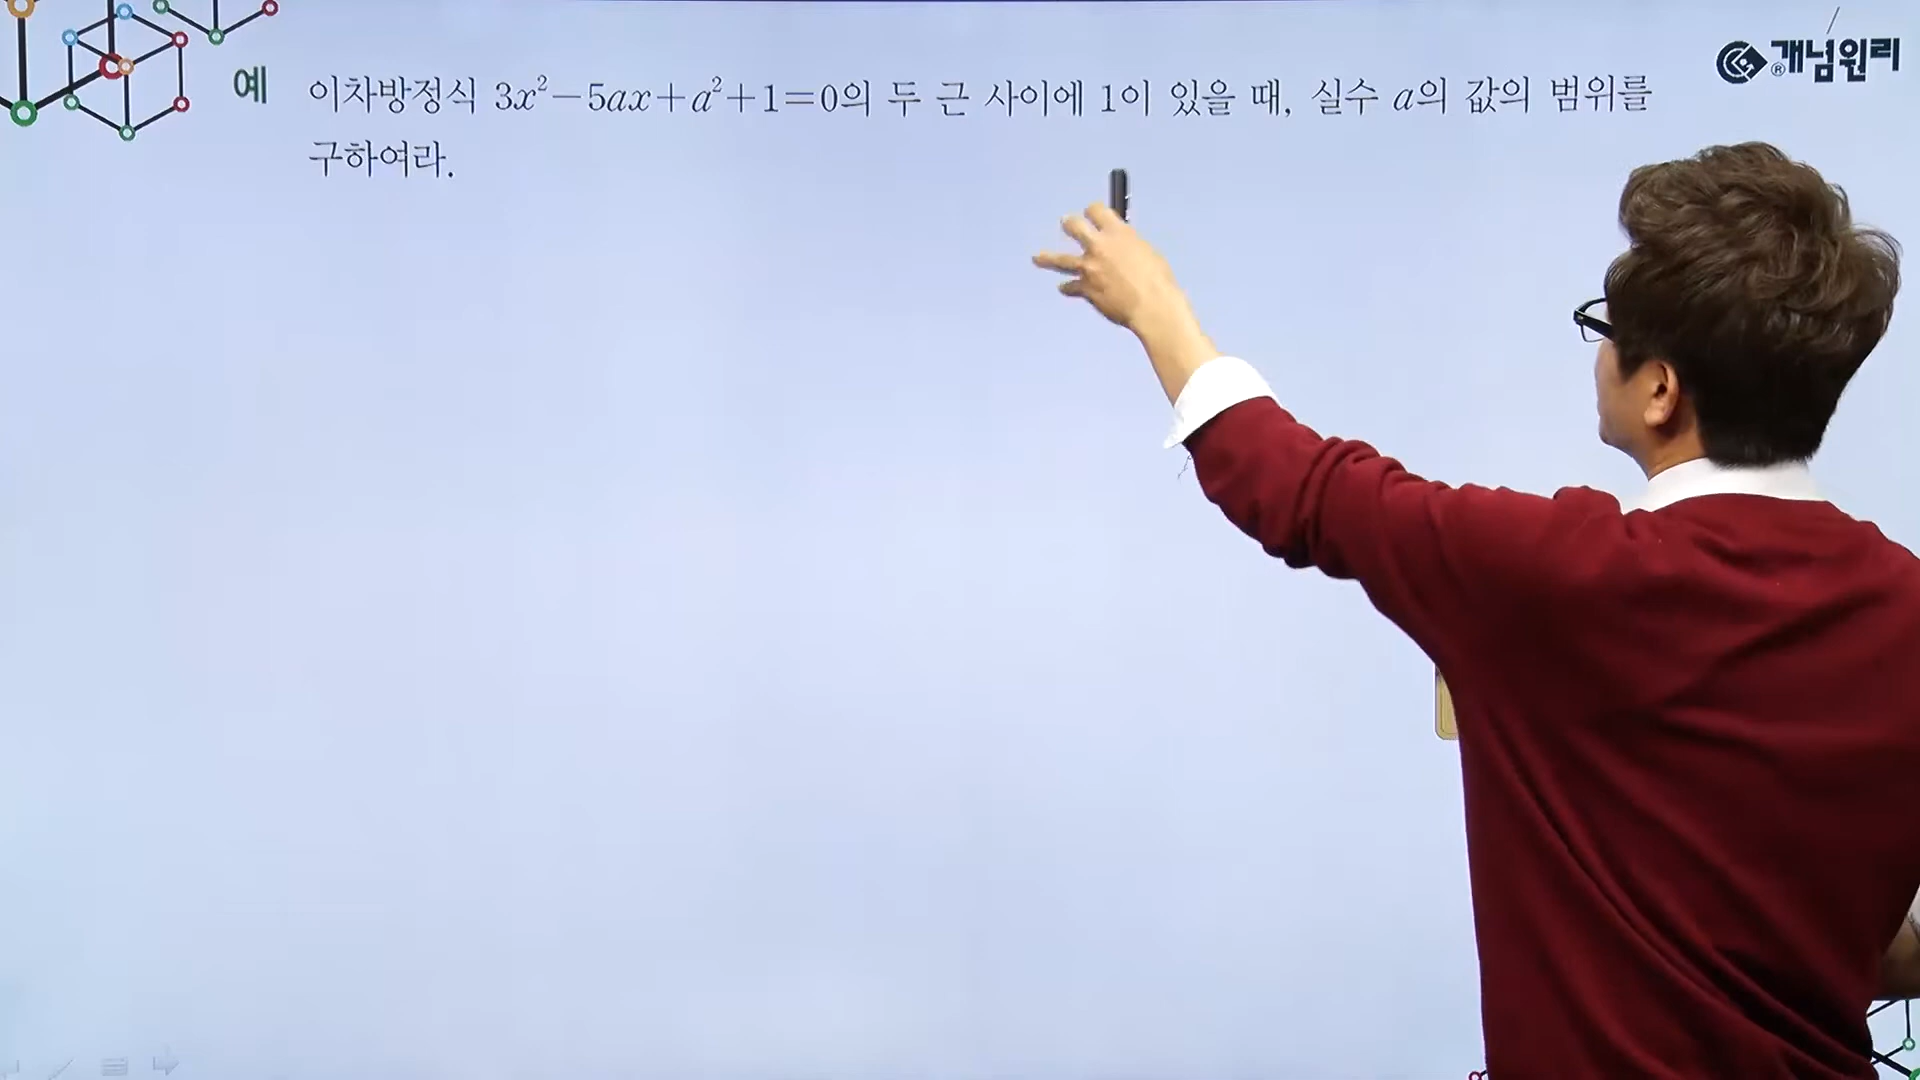 예 이차방정식 3x²-5ax+a²+1=0의 두 근 사이에 1이 있을 때, 실수 a의 값의 범위를
구하여라.
® 개념원리